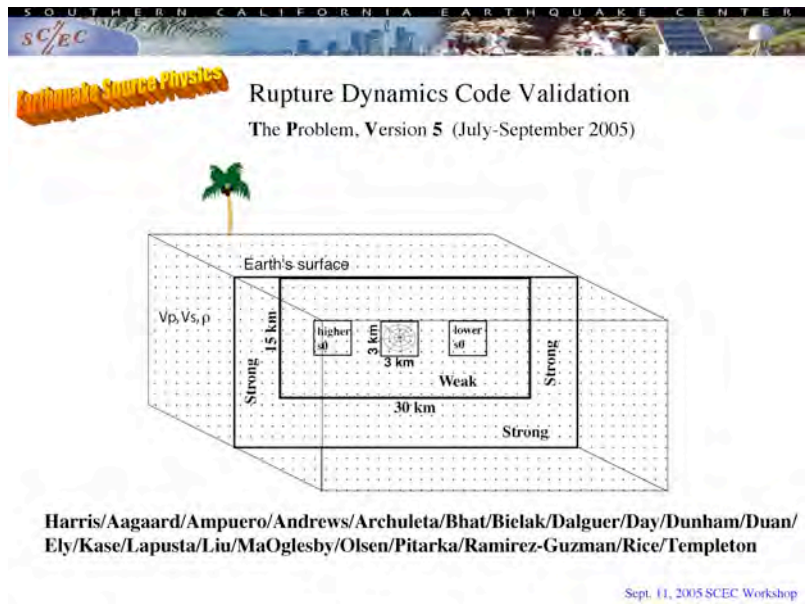 SOUTHERN CALIFORNIA EARTHQUAKE CENTER
SC/EC
Earthquake Source Physics
Rupture Dynamics Code Validation
The Problem, Version 5 (July-September 2005)
Earth's surface
Vp,Vs,ρ
15 km
higher
s0
3 km
3 km
lower
s0
Strong
Weak
Strong
30 km
Strong
Harris/Aagaard/Ampuero/Andrews/Archuleta/Bhat/Bielak/Dalguer/Day/Dunham/Duan/
Ely/Kase/Lapusta/Liu/MaOglesby/Olsen/Pitarka/Ramirez-Guzman/Rice/Templeton
Sept. 11, 2005 SCEC Workshop